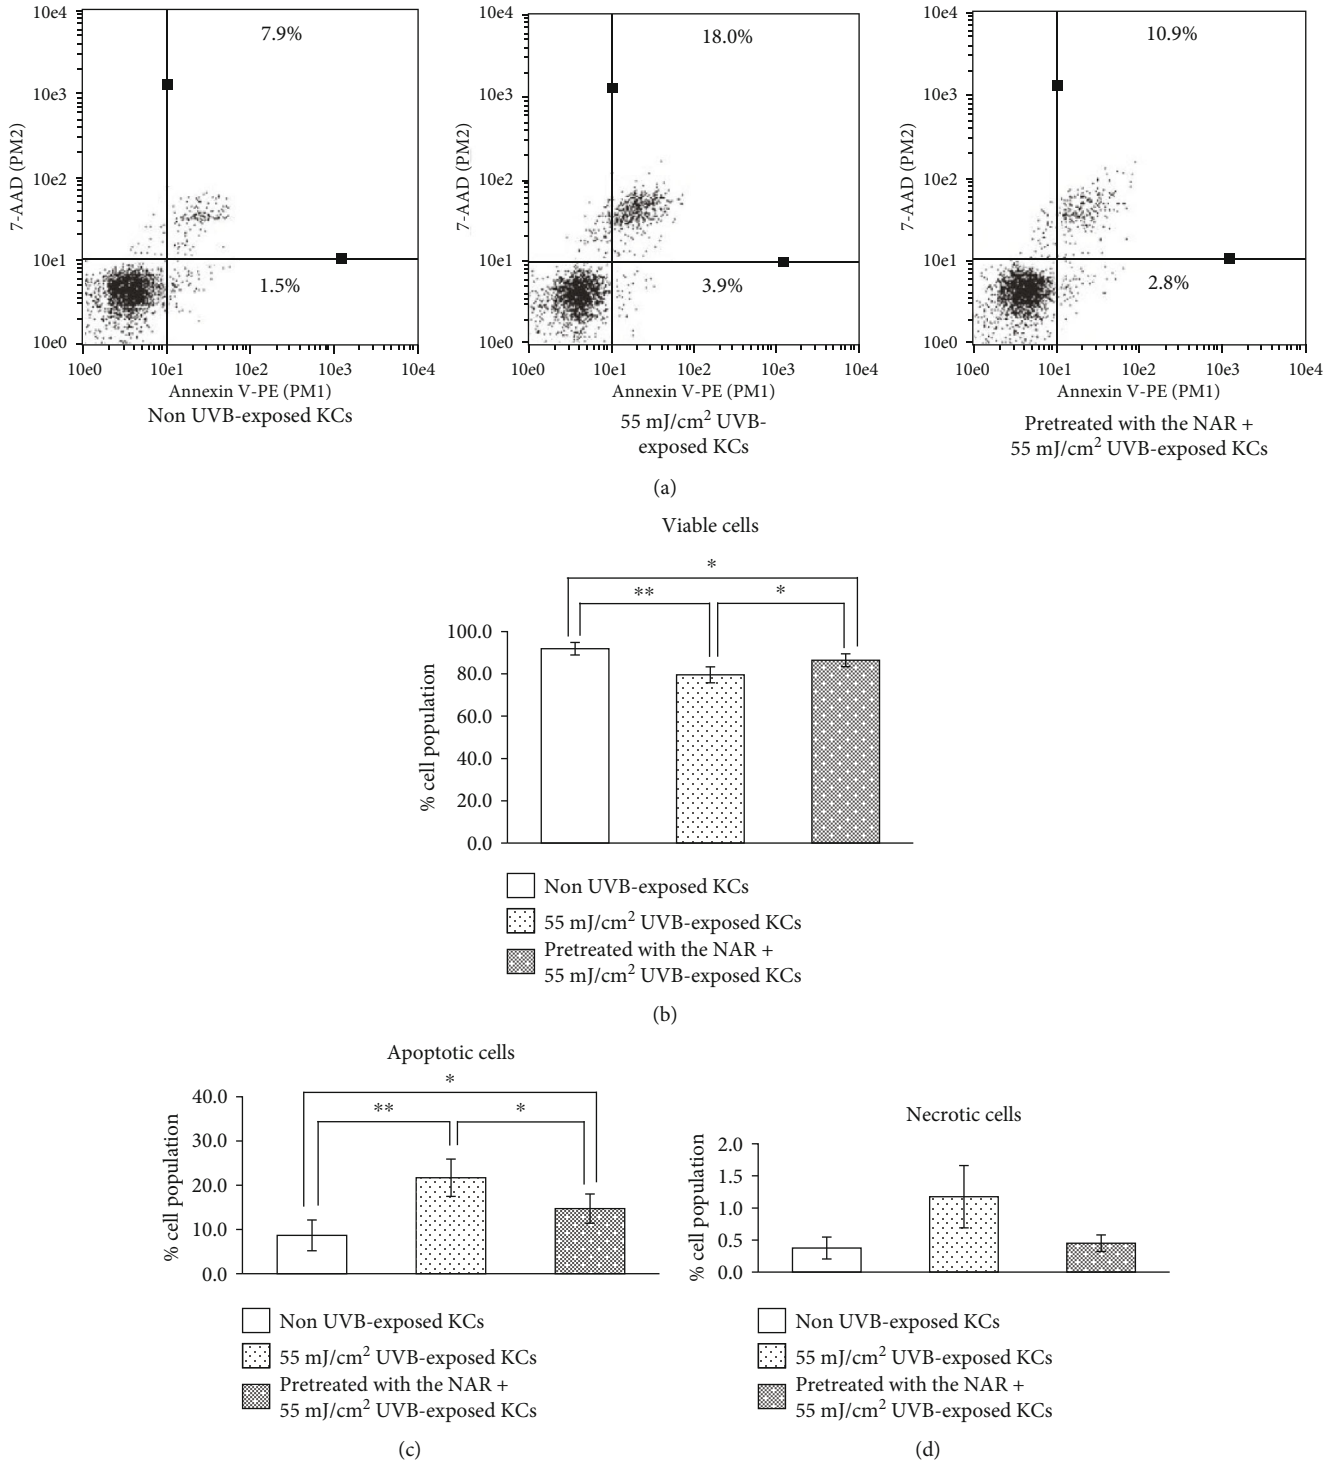 10e4
10e3
10e2
10e1
10e0
7-AAD (PM2)
7.9%
1.5%
10e0 10e1 10e2 10e3 10e4
Annexin V-PE (PM1)
Non UVB-exposed KCs
10e4
10e3
10e2
10e1
10e0
7-AAD (PM2)
18.0%
3.9%
10e0 10e1 10e2 10e3 10e4
Annexin V-PE (PM1)
55 mJ/cm² UVB-
exposed KCs
10e4
10e3
10e2
10e1
10e0
7-AAD (PM2)
10.9%
2.8%
10e0 10e1 10e2 10e3 10e4
Annexin V-PE (PM1)
Pretreated with the NAR +
55 mJ/cm² UVB-exposed KCs
(a)
Viable cells
*
** *
100.0
80.0
60.0
40.0
20.0
0.0
% cell population
Non UVB-exposed KCs
55 mJ/cm² UVB-exposed KCs
Pretreated with the NAR +
55 mJ/cm² UVB-exposed KCs
(b)
Apoptotic cells
*
** *
40.0
30.0
20.0
10.0
0.0
% cell population
Non UVB-exposed KCs
55 mJ/cm² UVB-exposed KCs
Pretreated with the NAR +
55 mJ/cm² UVB-exposed KCs
(c)
Necrotic cells
2.0
1.5
1.0
0.5
0.0
% cell population
Non UVB-exposed KCs
55 mJ/cm² UVB-exposed KCs
Pretreated with the NAR +
55 mJ/cm² UVB-exposed KCs
(d)